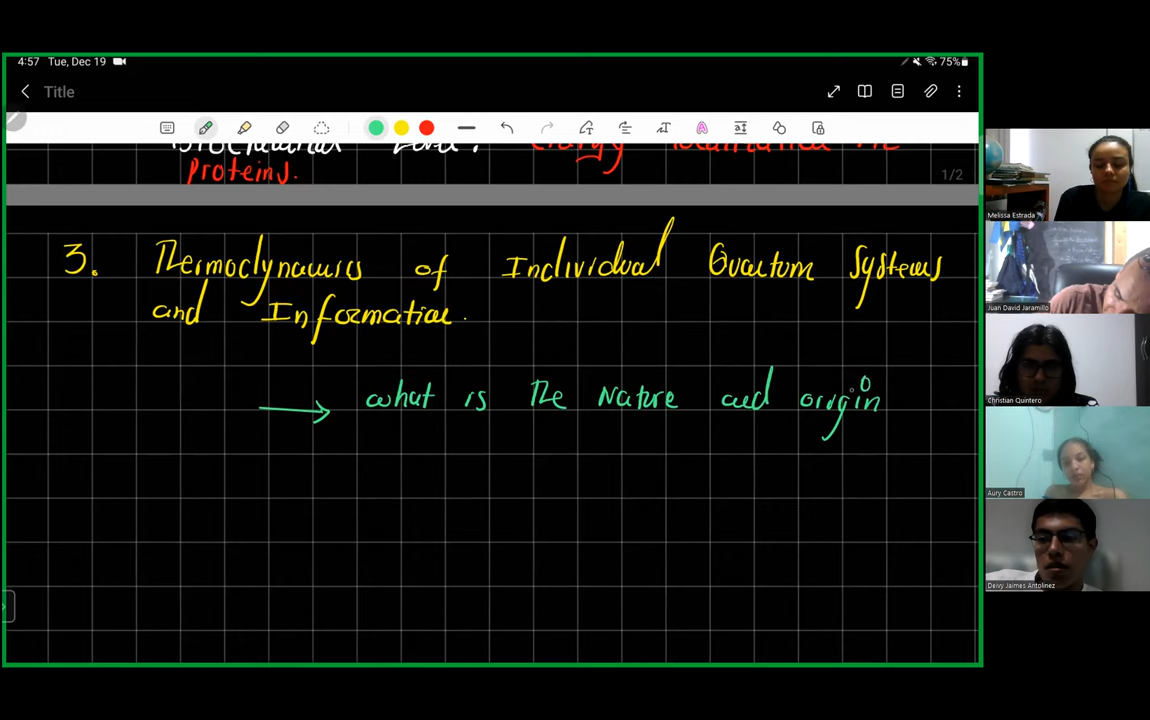 4:57 Tue, Dec 19
75%
Title
proteins.
1/2
3. Thermodynamics of Individual Quantum Systems
and Information.
→ what is The Nature and origin
Melissa Estrada
Juan David Jaramillo
Christian Quintero
Aury Castro
Deivy Jaimes Antolinez